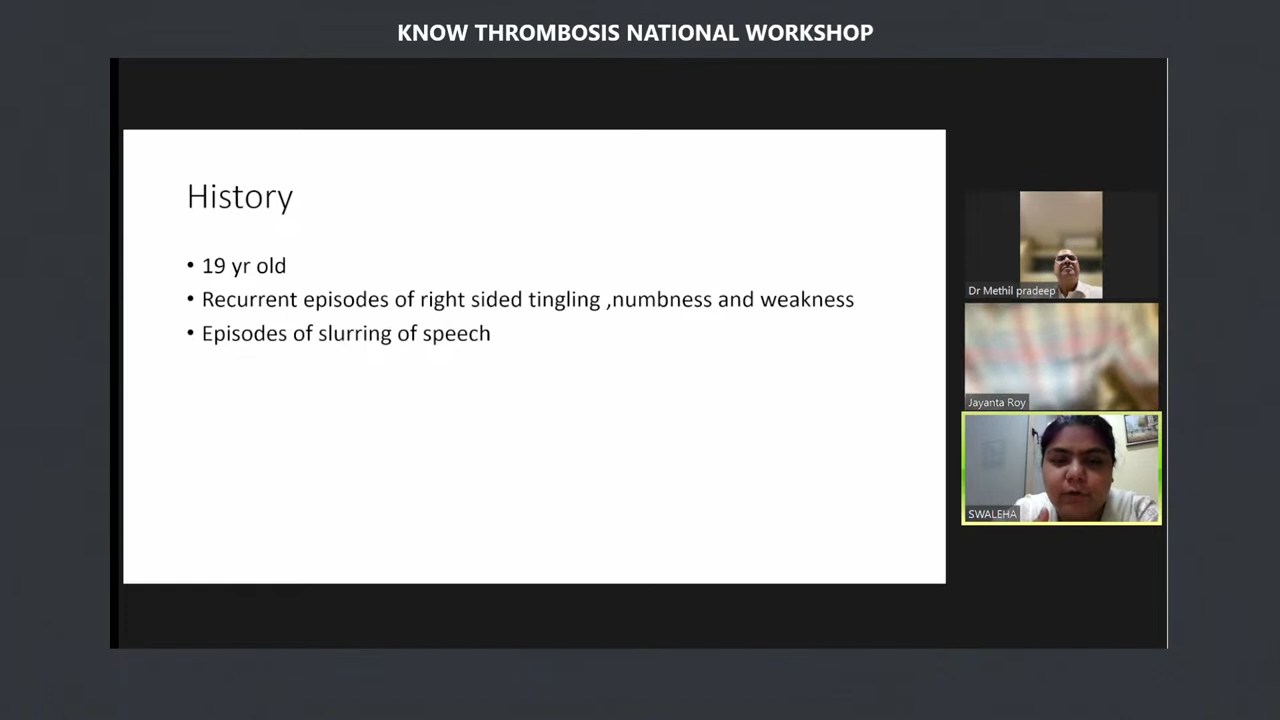 KNOW THROMBOSIS NATIONAL WORKSHOP
History
• 19 yr old
• Recurrent episodes of right sided tingling ,numbness and weakness
• Episodes of slurring of speech
Dr Methil pradeep
Jayanta Roy
SWALEHA